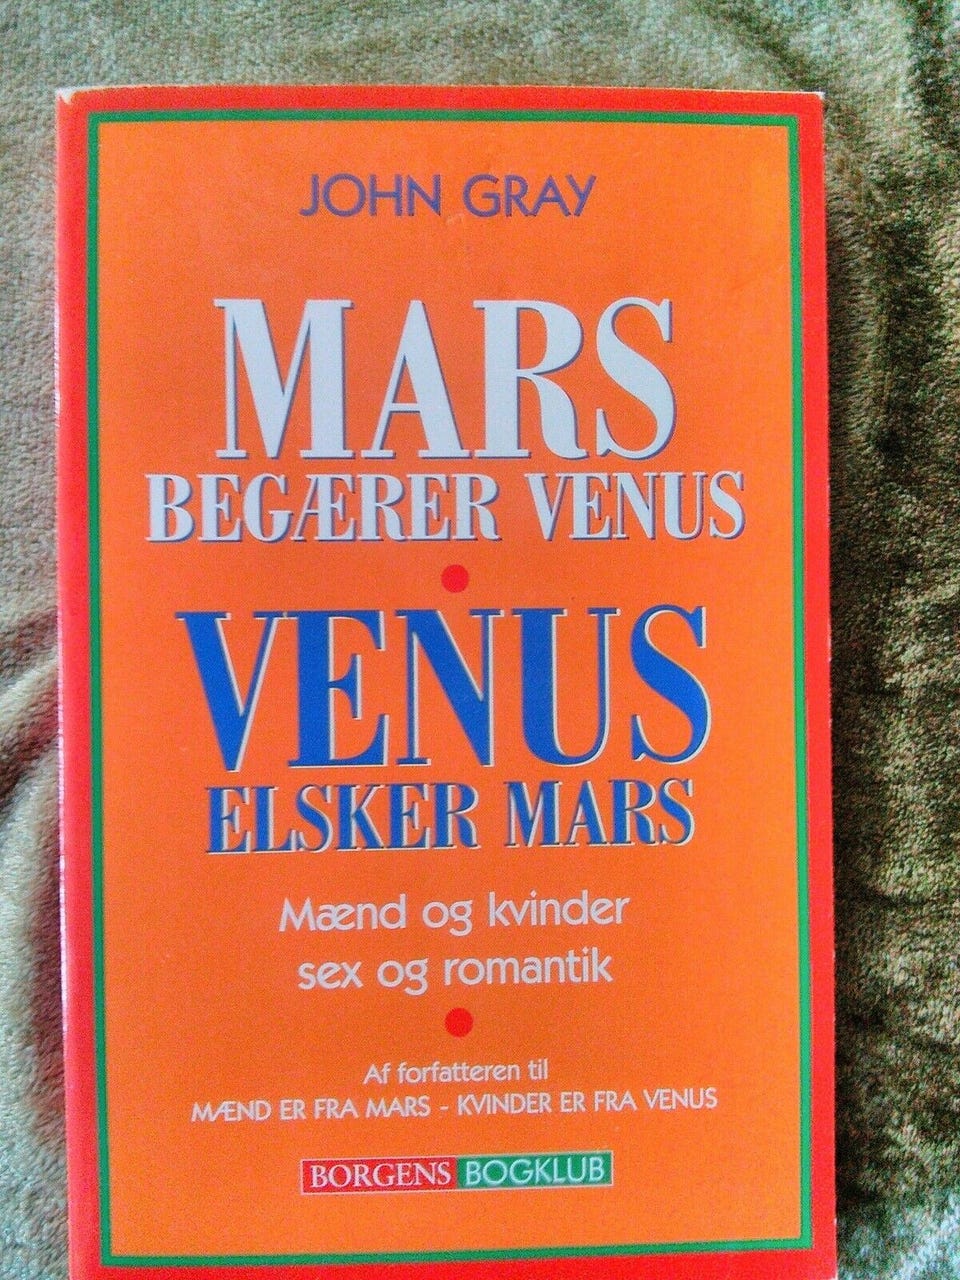 JOHN GRAY
MARS
BEGÆRER VENUS
VENUS
ELSKER MARS
Mænd og kvinder
sex og romantik
Af forfatteren til
MÆND ER FRA MARS - KVINDER ER FRA VENUS
BORGENS BOGKLUB